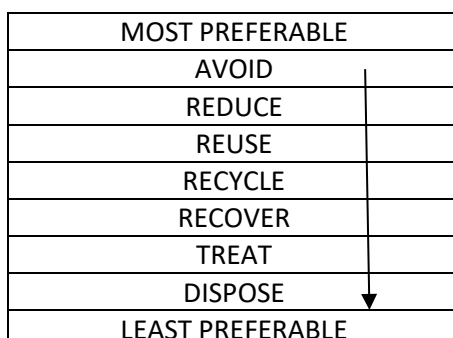 MOST PREFERABLE
AVOID
REDUCE
REUSE
RECYCLE
RECOVER
TREAT
DISPOSE
LEAST PREFERABLE